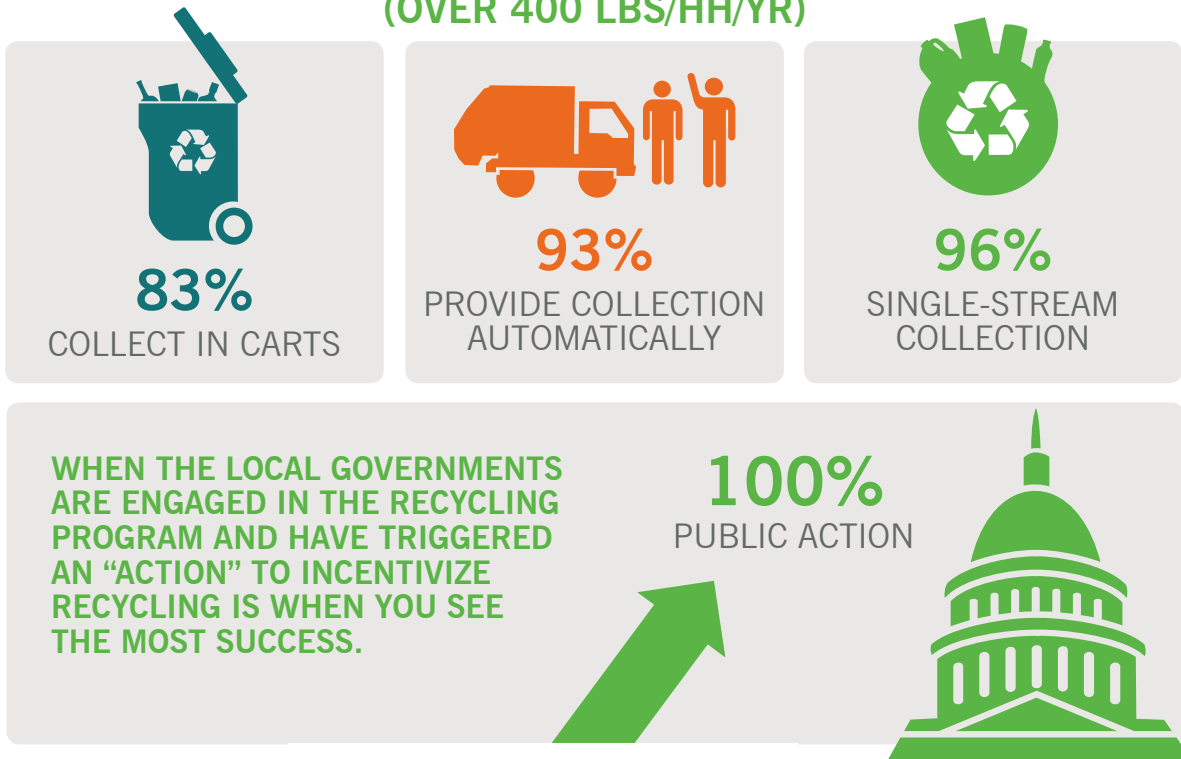 (OVER 400 LBS/HH/YR)
83%
COLLECT IN CARTS
93%
PROVIDE COLLECTION
AUTOMATICALLY
96%
SINGLE-STREAM
COLLECTION
WHEN THE LOCAL GOVERNMENTS
ARE ENGAGED IN THE RECYCLING
PROGRAM AND HAVE TRIGGERED
AN “ACTION” TO INCENTIVIZE
RECYCLING IS WHEN YOU SEE
THE MOST SUCCESS.
100%
PUBLIC ACTION